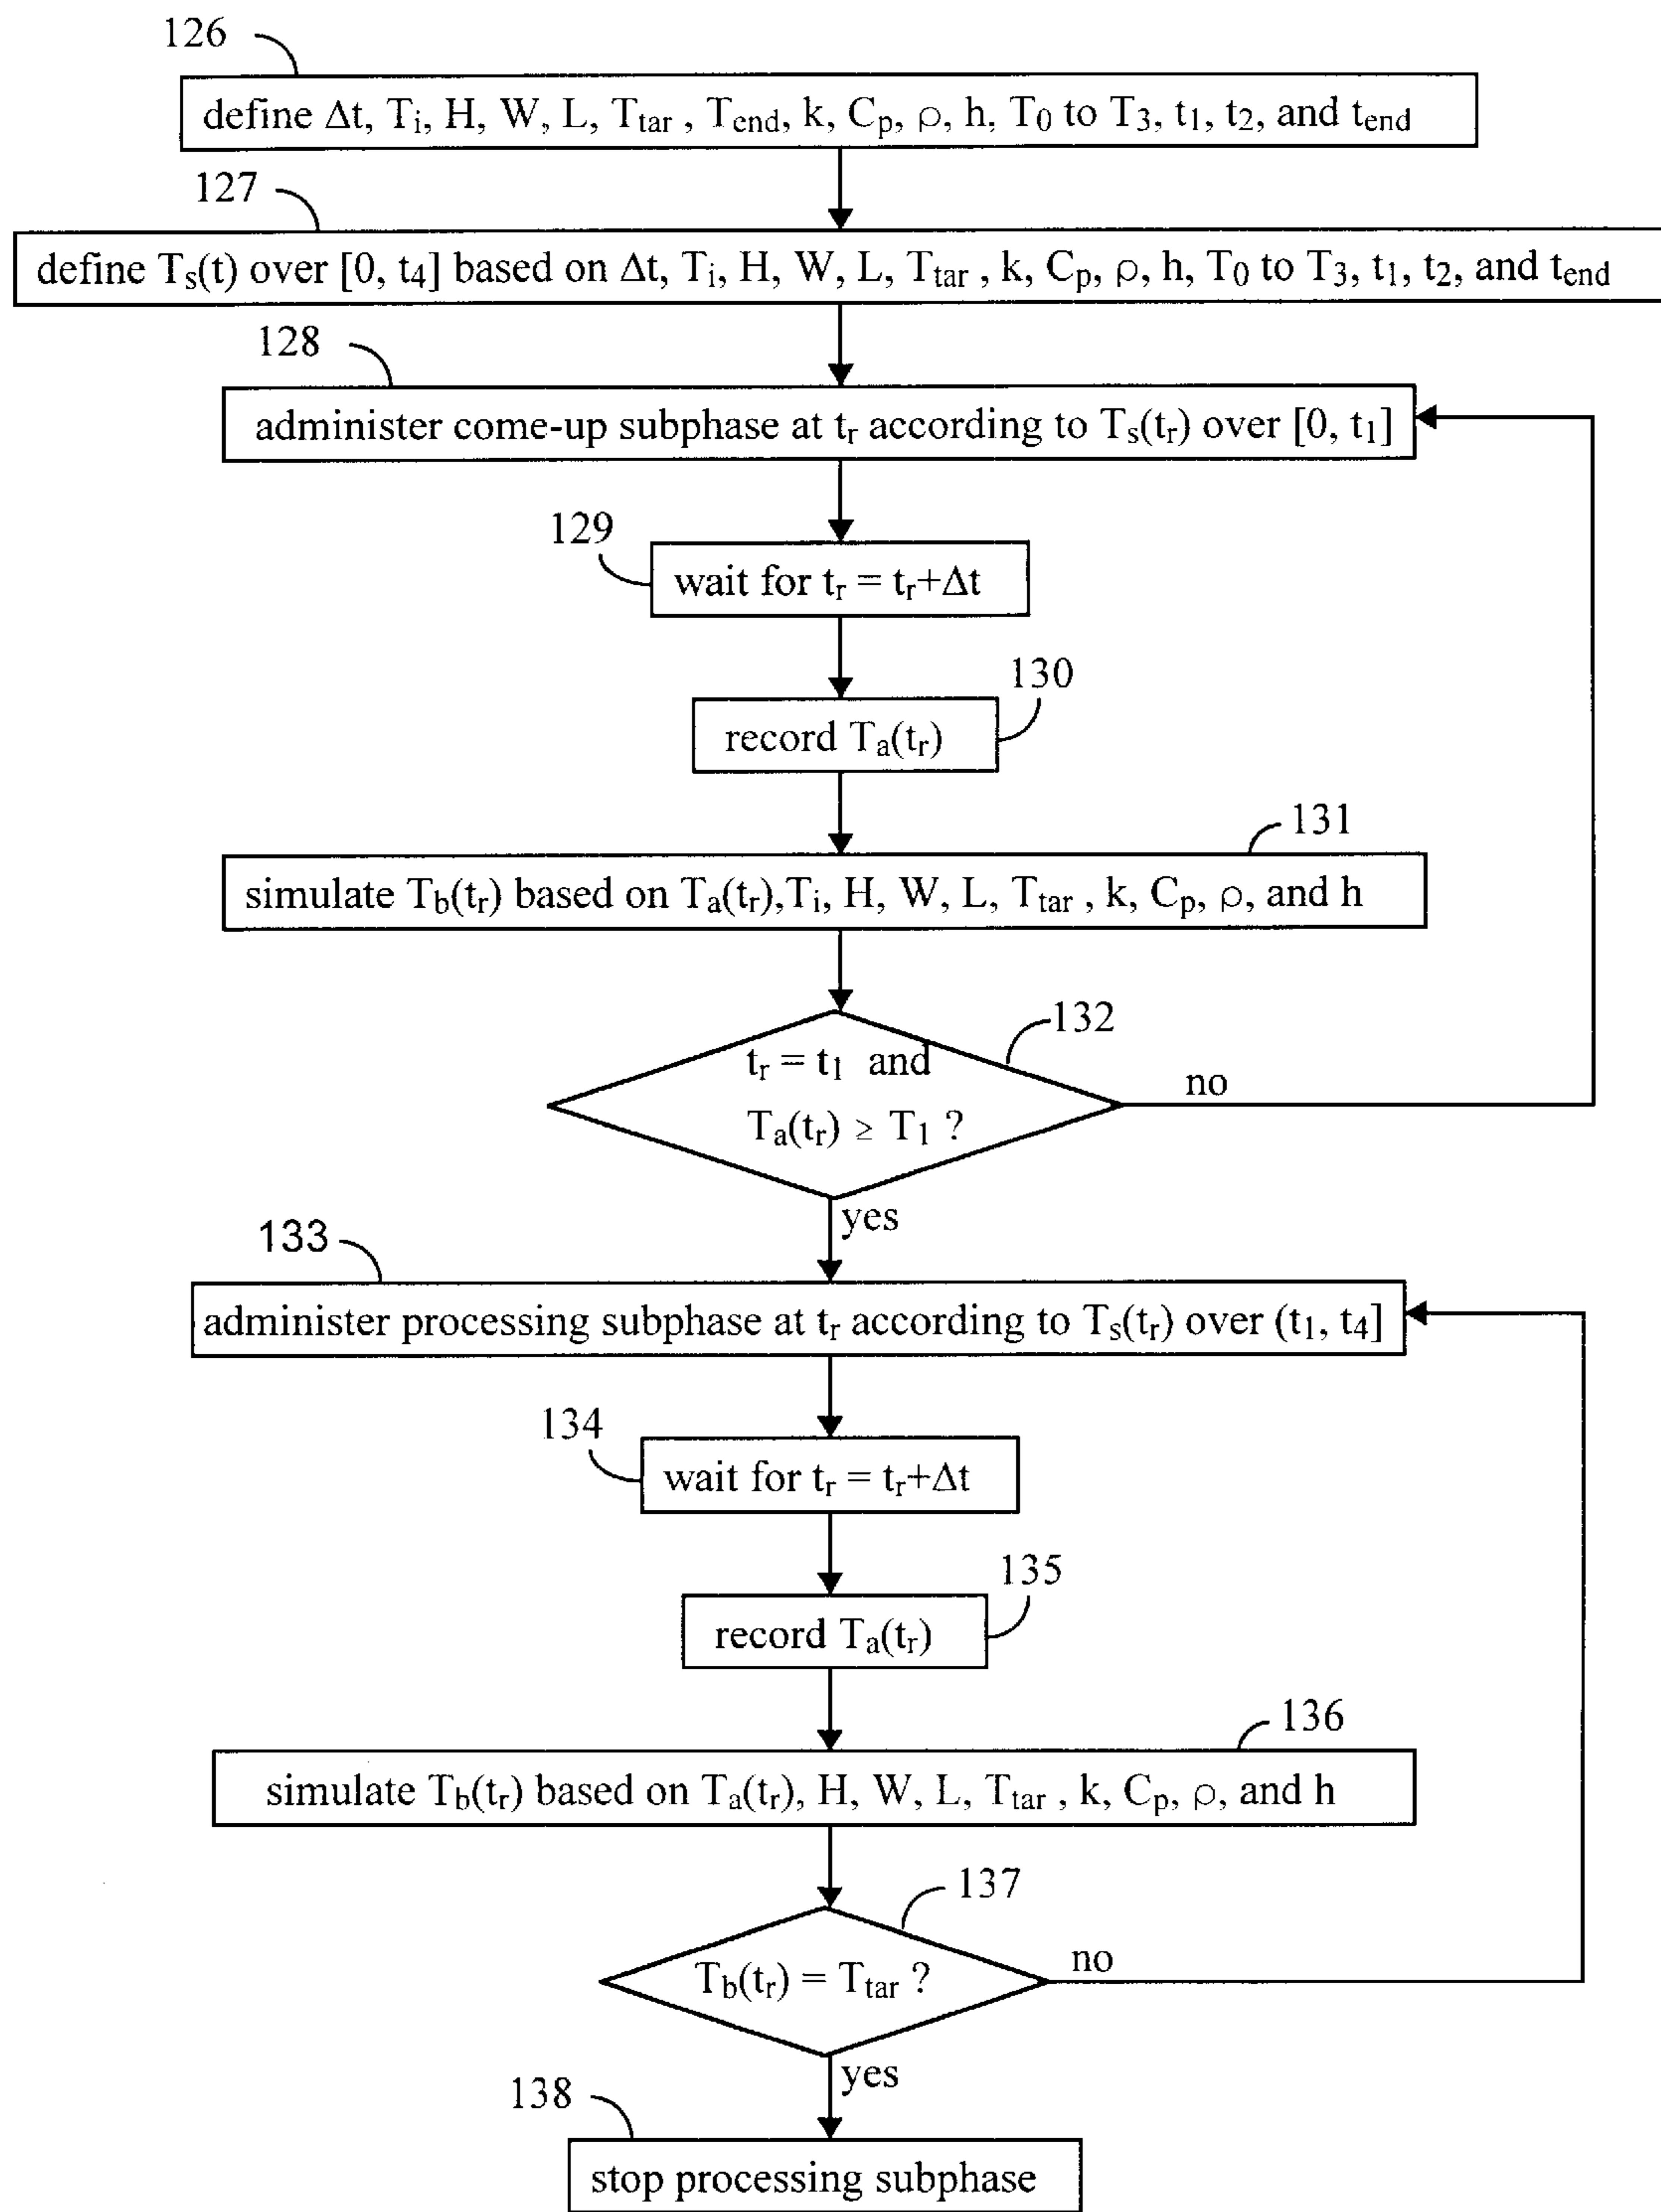 126
define Δt, Tᵢ, H, W, L, Tₜₐᵣ , Tₑₙd, k, Cₚ, ρ, h, T₀ to T₃, t₁, t₂, and tₑₙd
127
define Tₛ(t) over [0, t₄] based on Δt, Tᵢ, H, W, L, Tₜₐᵣ , k, Cₚ, ρ, h, T₀ to T₃, t₁, t₂, and tₑₙd
128
administer come-up subphase at tᵣ according to Tₛ(tᵣ) over [0, t₁]
129
wait for tᵣ = tᵣ+Δt
130
record Tₐ(tᵣ)
131
simulate T_b(tᵣ) based on Tₐ(tᵣ),Tᵢ, H, W, L, Tₜₐᵣ , k, Cₚ, ρ, and h
132
tᵣ = t₁ and
Tₐ(tᵣ) ≥ T₁ ?
no
yes
133
administer processing subphase at tᵣ according to Tₛ(tᵣ) over (t₁, t₄]
134
wait for tᵣ = tᵣ+Δt
135
record Tₐ(tᵣ)
136
simulate T_b(tᵣ) based on Tₐ(tᵣ), H, W, L, Tₜₐᵣ , k, Cₚ, ρ, and h
137
T_b(tᵣ) = Tₜₐᵣ ?
no
yes
138
stop processing subphase